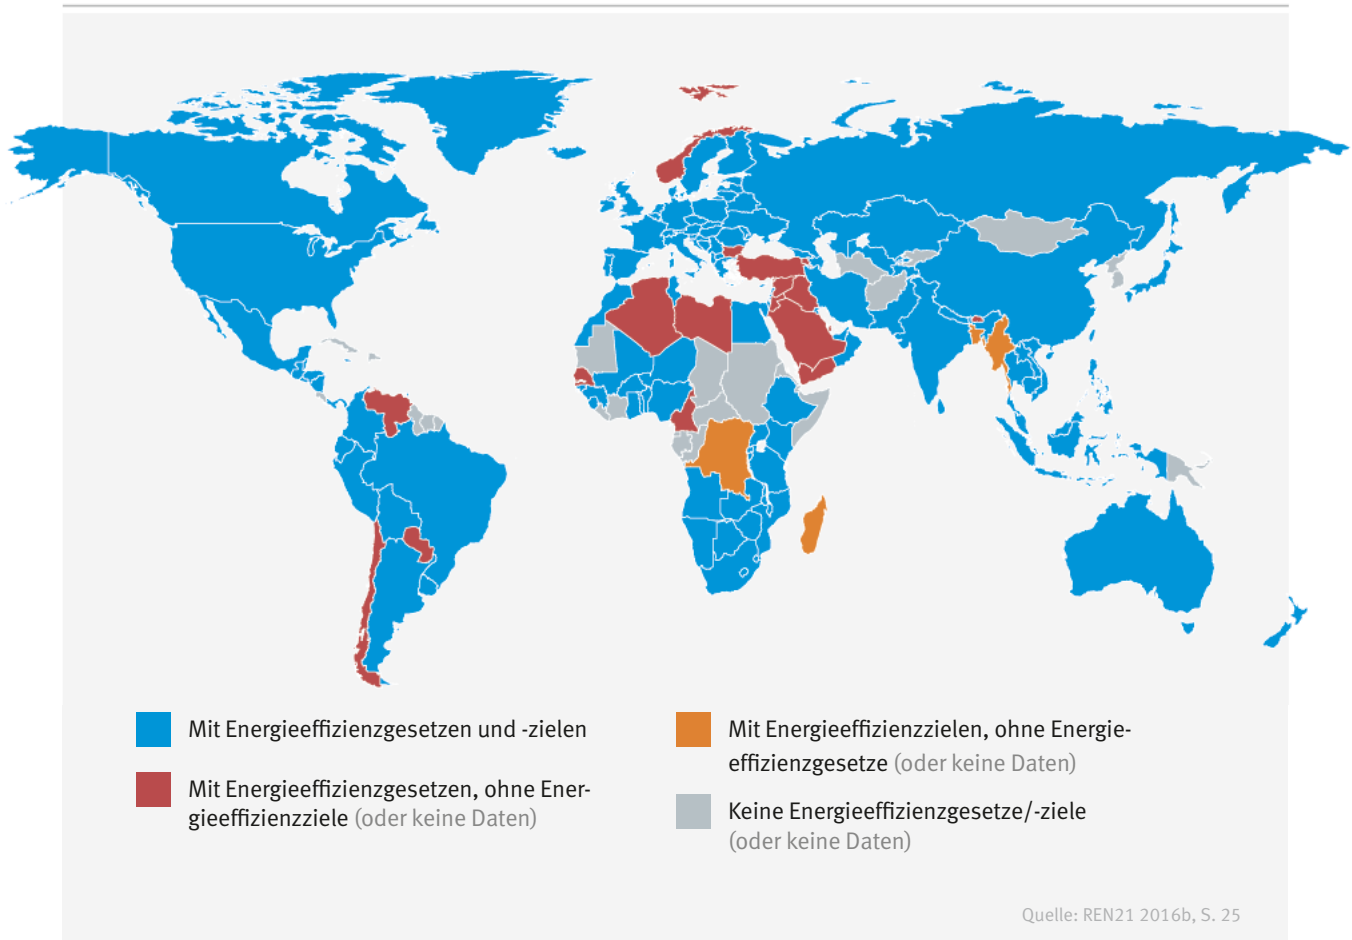 Mit Energieeffizienzgesetzen und -zielen
Mit Energieeffizienzgesetzen, ohne Ener-
gieeffizienzziele (oder keine Daten)
Mit Energieeffizienzzielen, ohne Energie-
effizienzgesetze (oder keine Daten)
Keine Energieeffizienzgesetze/-ziele
(oder keine Daten)
Quelle: REN21 2016b, S. 25